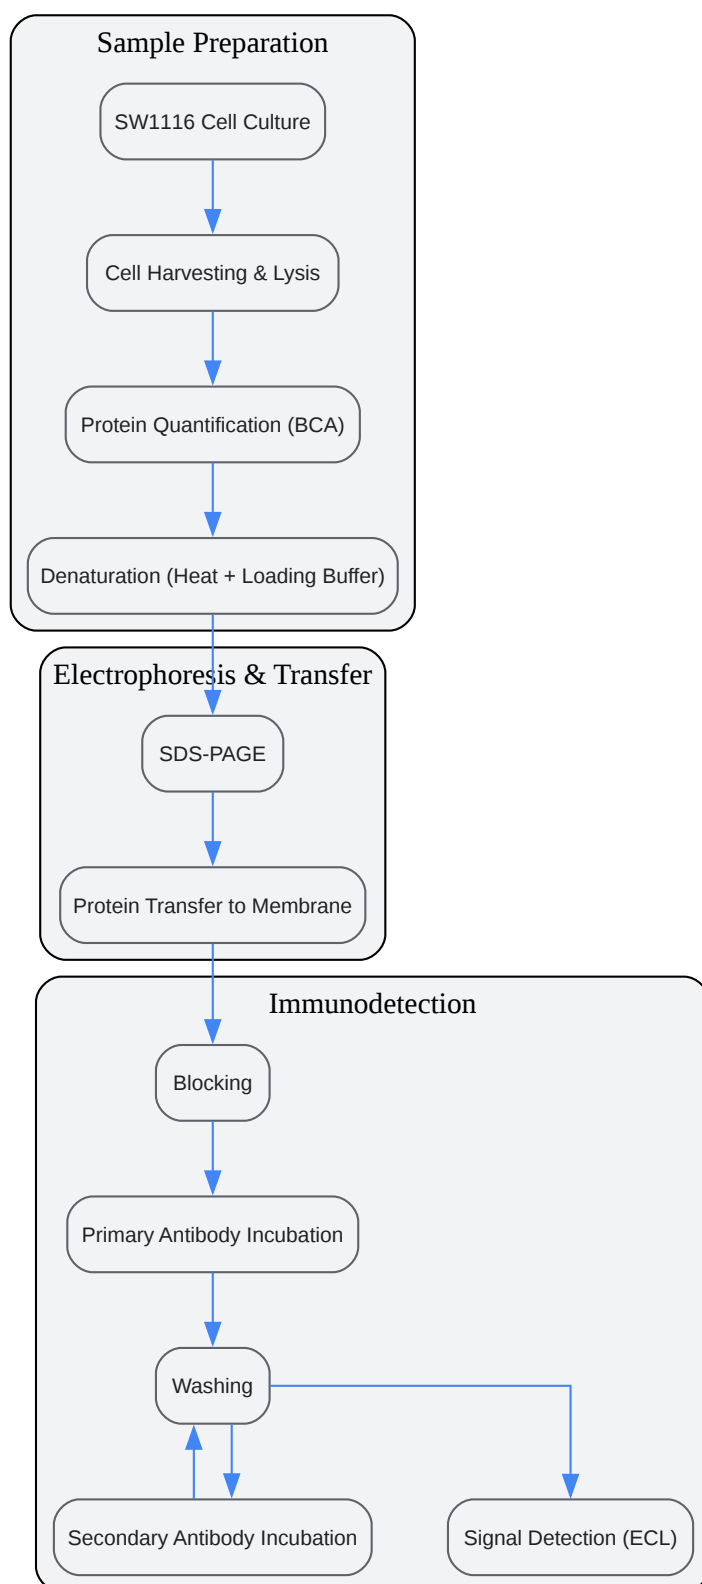 Sample Preparation
SW1116 Cell Culture
Cell Harvesting & Lysis
Protein Quantification (BCA)
Denaturation (Heat + Loading Buffer)
Electrophoresis & Transfer
SDS-PAGE
Protein Transfer to Membrane
Immunodetection
Blocking
Primary Antibody Incubation
Washing
Secondary Antibody Incubation
Signal Detection (ECL)